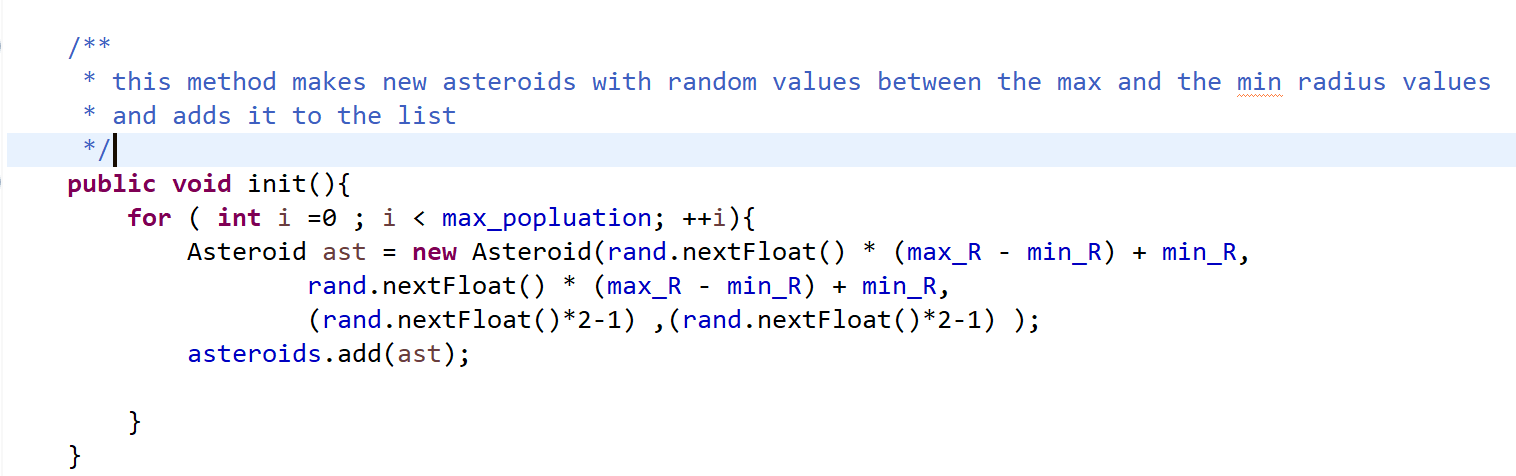 /**
 * this method makes new asteroids with random values between the max and the min radius values
 * and adds it to the list
 */
public void init(){
    for ( int i =0 ; i < max_popluation; ++i){
        Asteroid ast = new Asteroid(rand.nextFloat() * (max_R - min_R) + min_R,
                rand.nextFloat() * (max_R - min_R) + min_R,
                (rand.nextFloat()*2-1) ,(rand.nextFloat()*2-1) );
        asteroids.add(ast);
    }
}